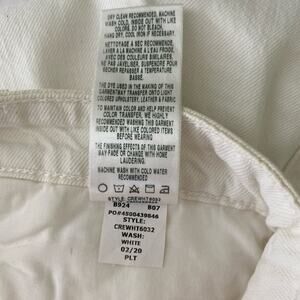 DRY CLEAN RECOMMENDED, MACHINE
WASH COLD, INSIDE OUT WITH LIKE
COLORS, DO NOT BLEACH,
HANG DRY, COOL IRON IF NECESSARY.
NETTOYAGE A SEC RECOMMANDE,
LAVER A LA MACHINE A L'EAU FROIDE,
AVEC DES COULEURS SIMILAIRES,
NE PAS JAVELISER, SUSPENDRE POUR
RECHER REPASSER A TEMPERATURE
BASSE.
THE DYE USED IN THE MAKING OF THIS
GARMENT MAY TRANSFER ONTO LIGHT
COLORED UPHOLSTERY, LEATHER & FABRIC
TO MAINTAIN COLOR AND HELP PREVENT
COLOR TRANSFER, WE HIGHLY
RECOMMENDED WASHING THIS GARMENT
INSIDE OUT WITH LIKE COLORED ITEMS
BEFORE WEARING
THE FINISHING EFFECTS OF THIS GARMENT
MAY FADE OR CHANGE WITH HOME
LAUNDERING.
MACHINE WASH WITH COLD WATER
RECOMMENDED
STYLE: CREWHT6032
B924 B07
PO#4500439846
STYLE:
CREWHT6032
WASH:
WHITE
02/20
PLT